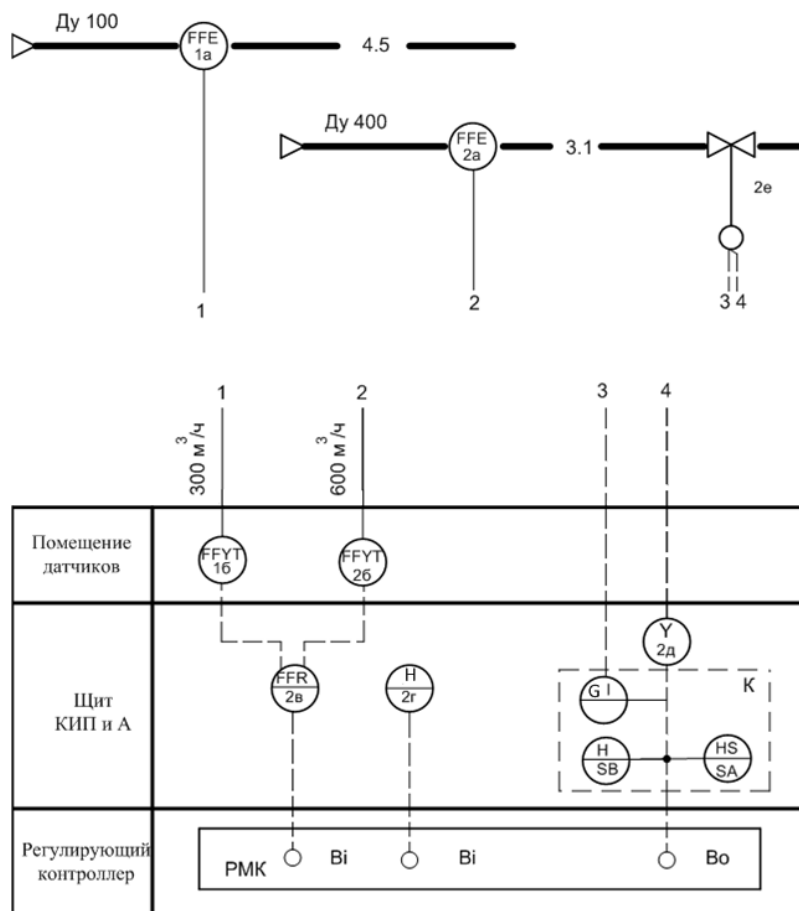 Ду 100
FFE
1а
4.5
Ду 400
FFE
2а
3.1
2е
1
2
3 4
1
2
3
4
300 м³/ч
600 м³/ч
Помещение
датчиков
FFYT
1б
FFYT
2б
Щит
КИП и А
FFR
2в
H
2г
Y
2д
К
G I
H
SB
HS
SA
Регулирующий
контроллер
РМК
Bi
Bi
Bo